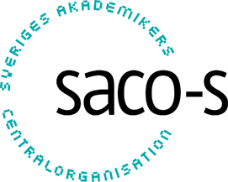 SVERIGES AKADEMIKERS
saco-s
CENTRALORGANISATION